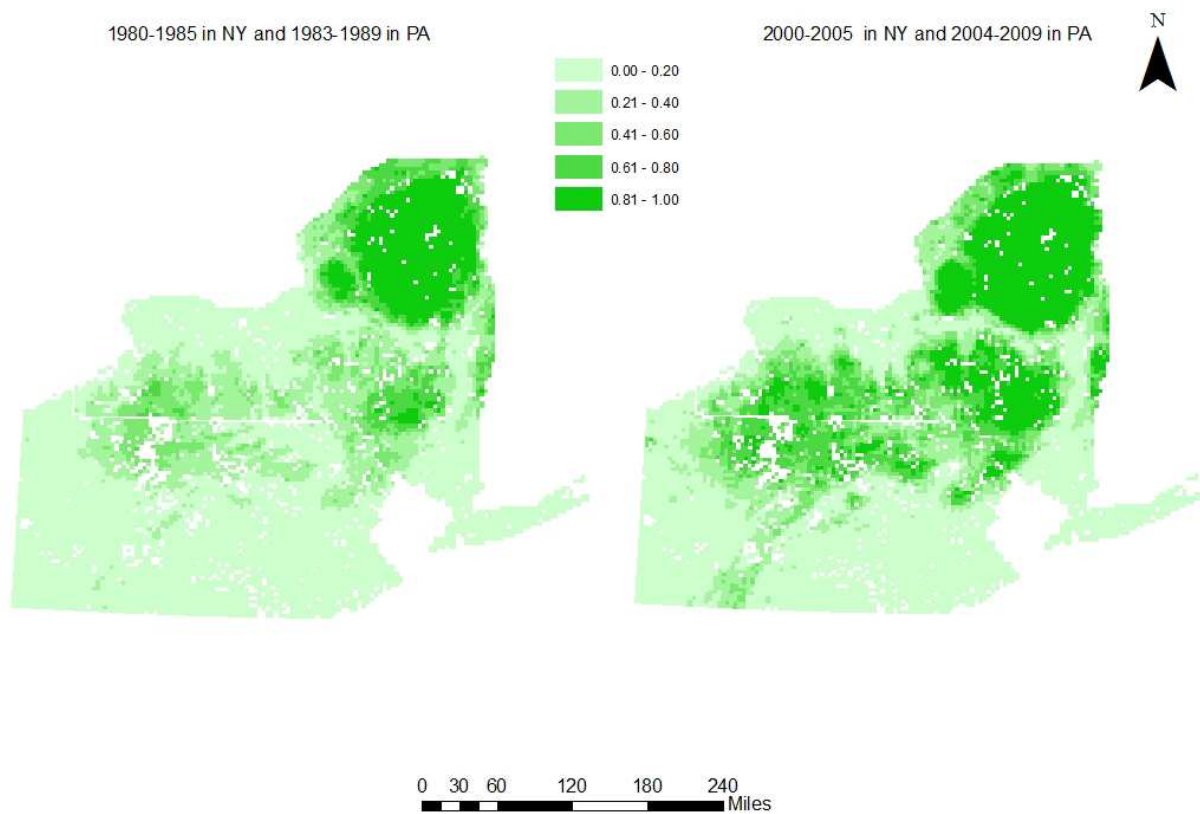 1980-1985 in NY and 1983-1989 in PA
2000-2005 in NY and 2004-2009 in PA
N
0.00 - 0.20
0.21 - 0.40
0.41 - 0.60
0.61 - 0.80
0.81 - 1.00
0 30 60 120 180 240
Miles